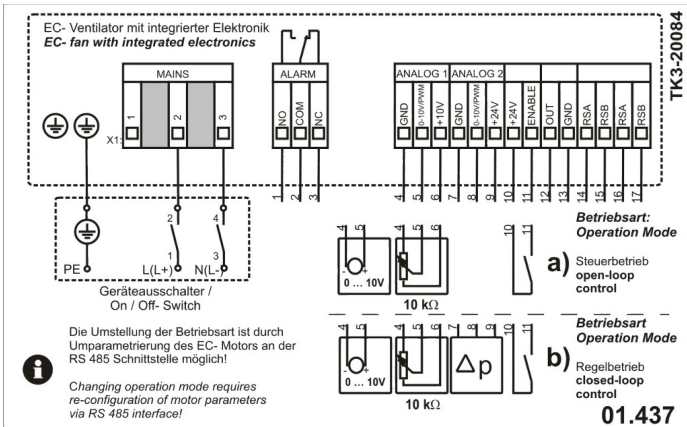 EC- Ventilator mit integrierter Elektronik
EC- fan with integrated electronics
TK3-20084
MAINS
ALARM
ANALOG 1 ANALOG 2
X1:
1 2 3
NO COM NC
GND 0-10V/PWM +10V GND 0-10V/PWM +24V +24V ENABLE OUT GND RSA RSB RSA RSB
1 2 3
4 5 6 7 8 9 10 11 12 13 14 15 16 17
2 4
1 3
PE L(L+) N(L-)
Geräteausschalter /
On / Off- Switch
4 5 4 5 6 10 11
- +
0 ... 10V
10 kΩ
Betriebsart:
Operation Mode
a) Steuerbetrieb
open-loop
control
4 5 4 5 6 7 8 9 10 11
- +
0 ... 10V
10 kΩ
Δp
Betriebsart
Operation Mode
b) Regelbetrieb
closed-loop
control
01.437
i
Die Umstellung der Betriebsart ist durch
Umparametrierung des EC- Motors an der
RS 485 Schnittstelle möglich!
Changing operation mode requires
re-configuration of motor parameters
via RS 485 interface!